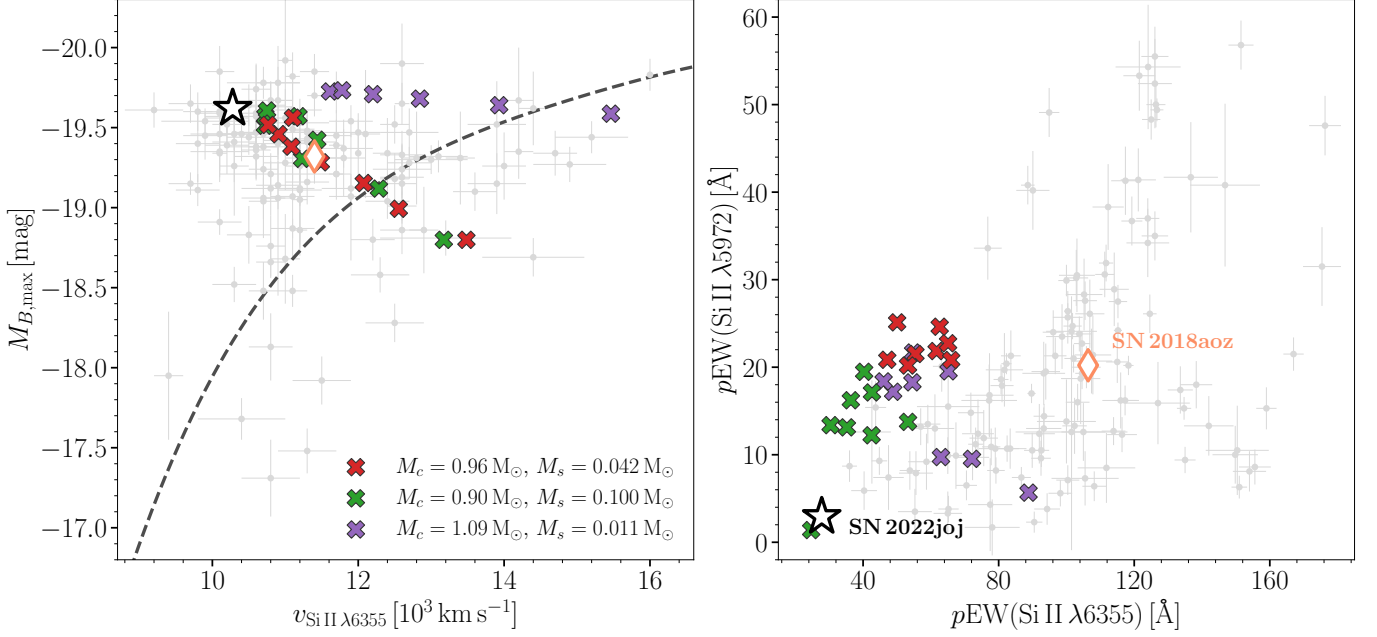 −20.0
−19.5
−19.0
−18.5
−18.0
−17.5
−17.0
M_{B,max} [mag]
10
12
14
16
v_{Si II λ6355} [10³ km s⁻¹]
M_c = 0.96 M_⊙, M_s = 0.042 M_⊙
M_c = 0.90 M_⊙, M_s = 0.100 M_⊙
M_c = 1.09 M_⊙, M_s = 0.011 M_⊙
60
50
40
30
20
10
0
pEW(Si II λ5972) [Å]
SN 2018aoz
SN 2022joj
40
80
120
160
pEW(Si II λ6355) [Å]